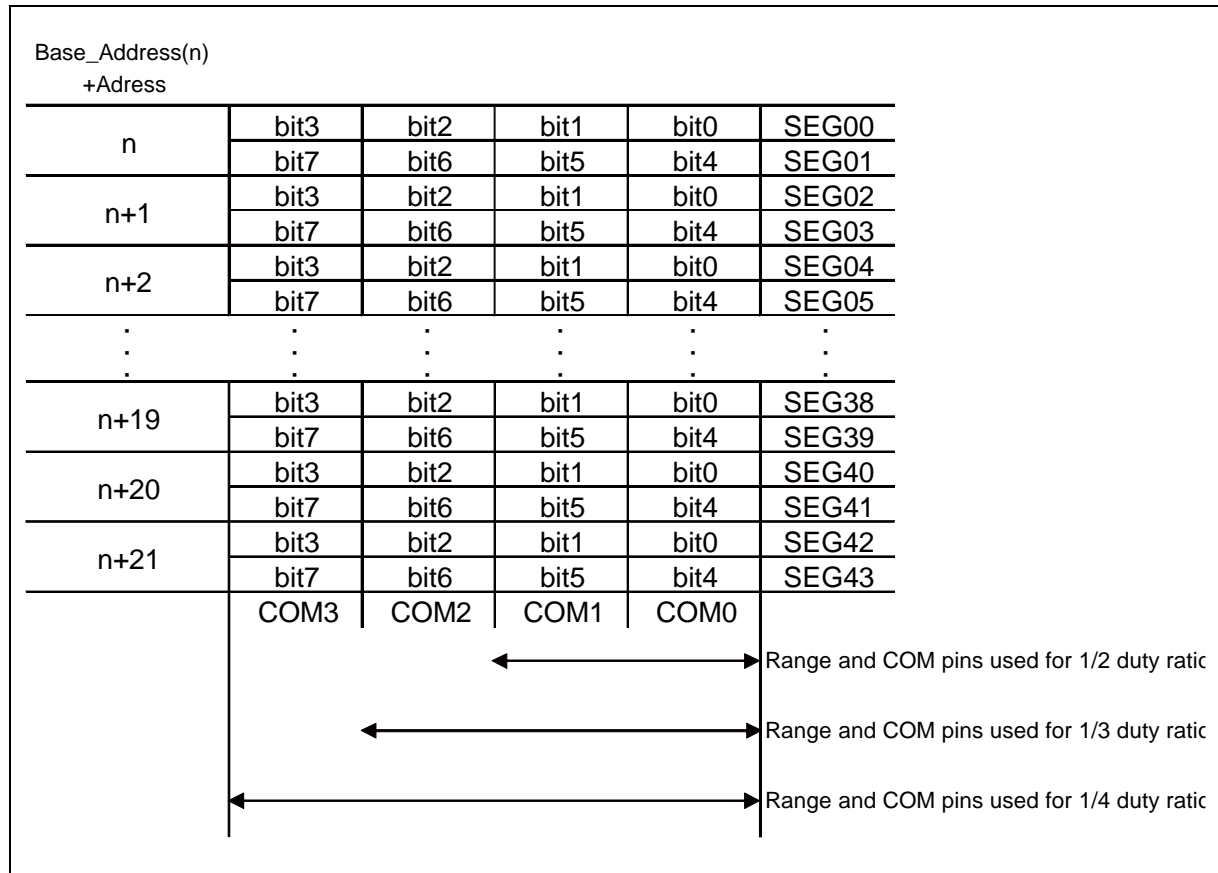 Base_Address(n)
+Adress
n bit3 bit2 bit1 bit0 SEG00
bit7 bit6 bit5 bit4 SEG01
n+1 bit3 bit2 bit1 bit0 SEG02
bit7 bit6 bit5 bit4 SEG03
n+2 bit3 bit2 bit1 bit0 SEG04
bit7 bit6 bit5 bit4 SEG05
. . . . . .
. . . . . .
. . . . . .
n+19 bit3 bit2 bit1 bit0 SEG38
bit7 bit6 bit5 bit4 SEG39
n+20 bit3 bit2 bit1 bit0 SEG40
bit7 bit6 bit5 bit4 SEG41
n+21 bit3 bit2 bit1 bit0 SEG42
bit7 bit6 bit5 bit4 SEG43
COM3 COM2 COM1 COM0
Range and COM pins used for 1/2 duty ratio
Range and COM pins used for 1/3 duty ratio
Range and COM pins used for 1/4 duty ratio